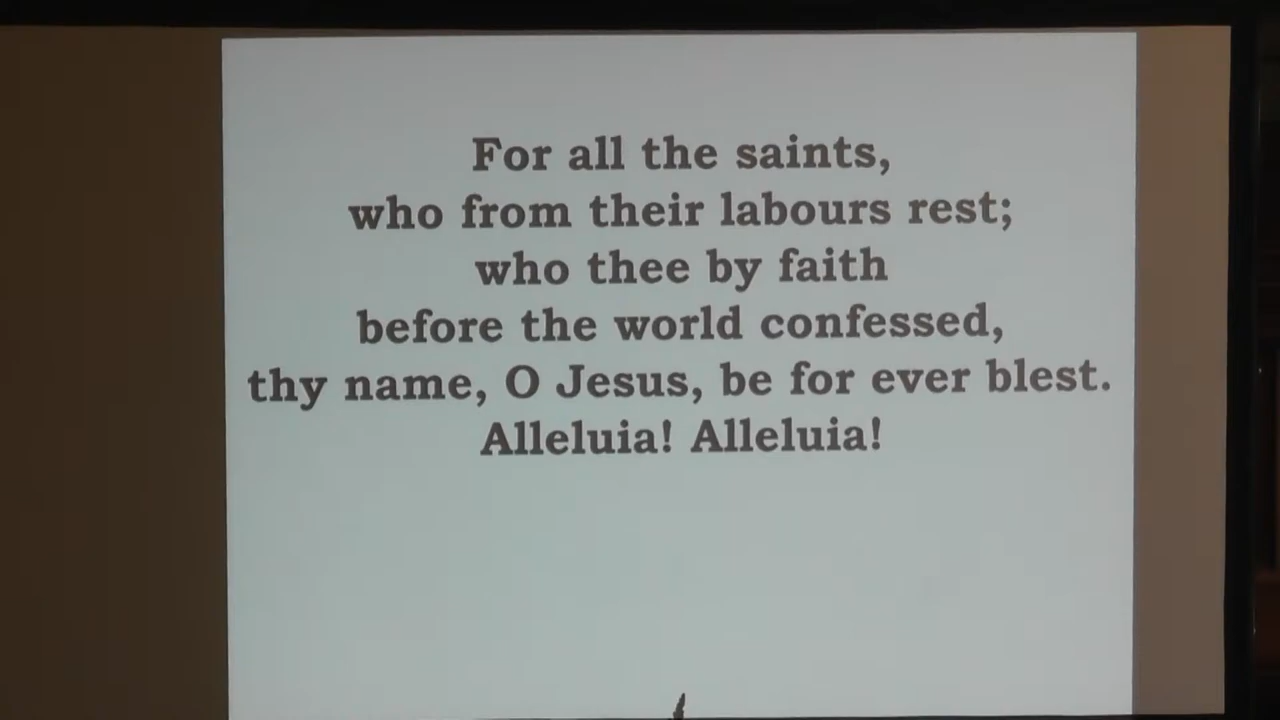 For all the saints,
who from their labours rest;
who thee by faith
before the world confessed,
thy name, O Jesus, be for ever blest.
Alleluia! Alleluia!